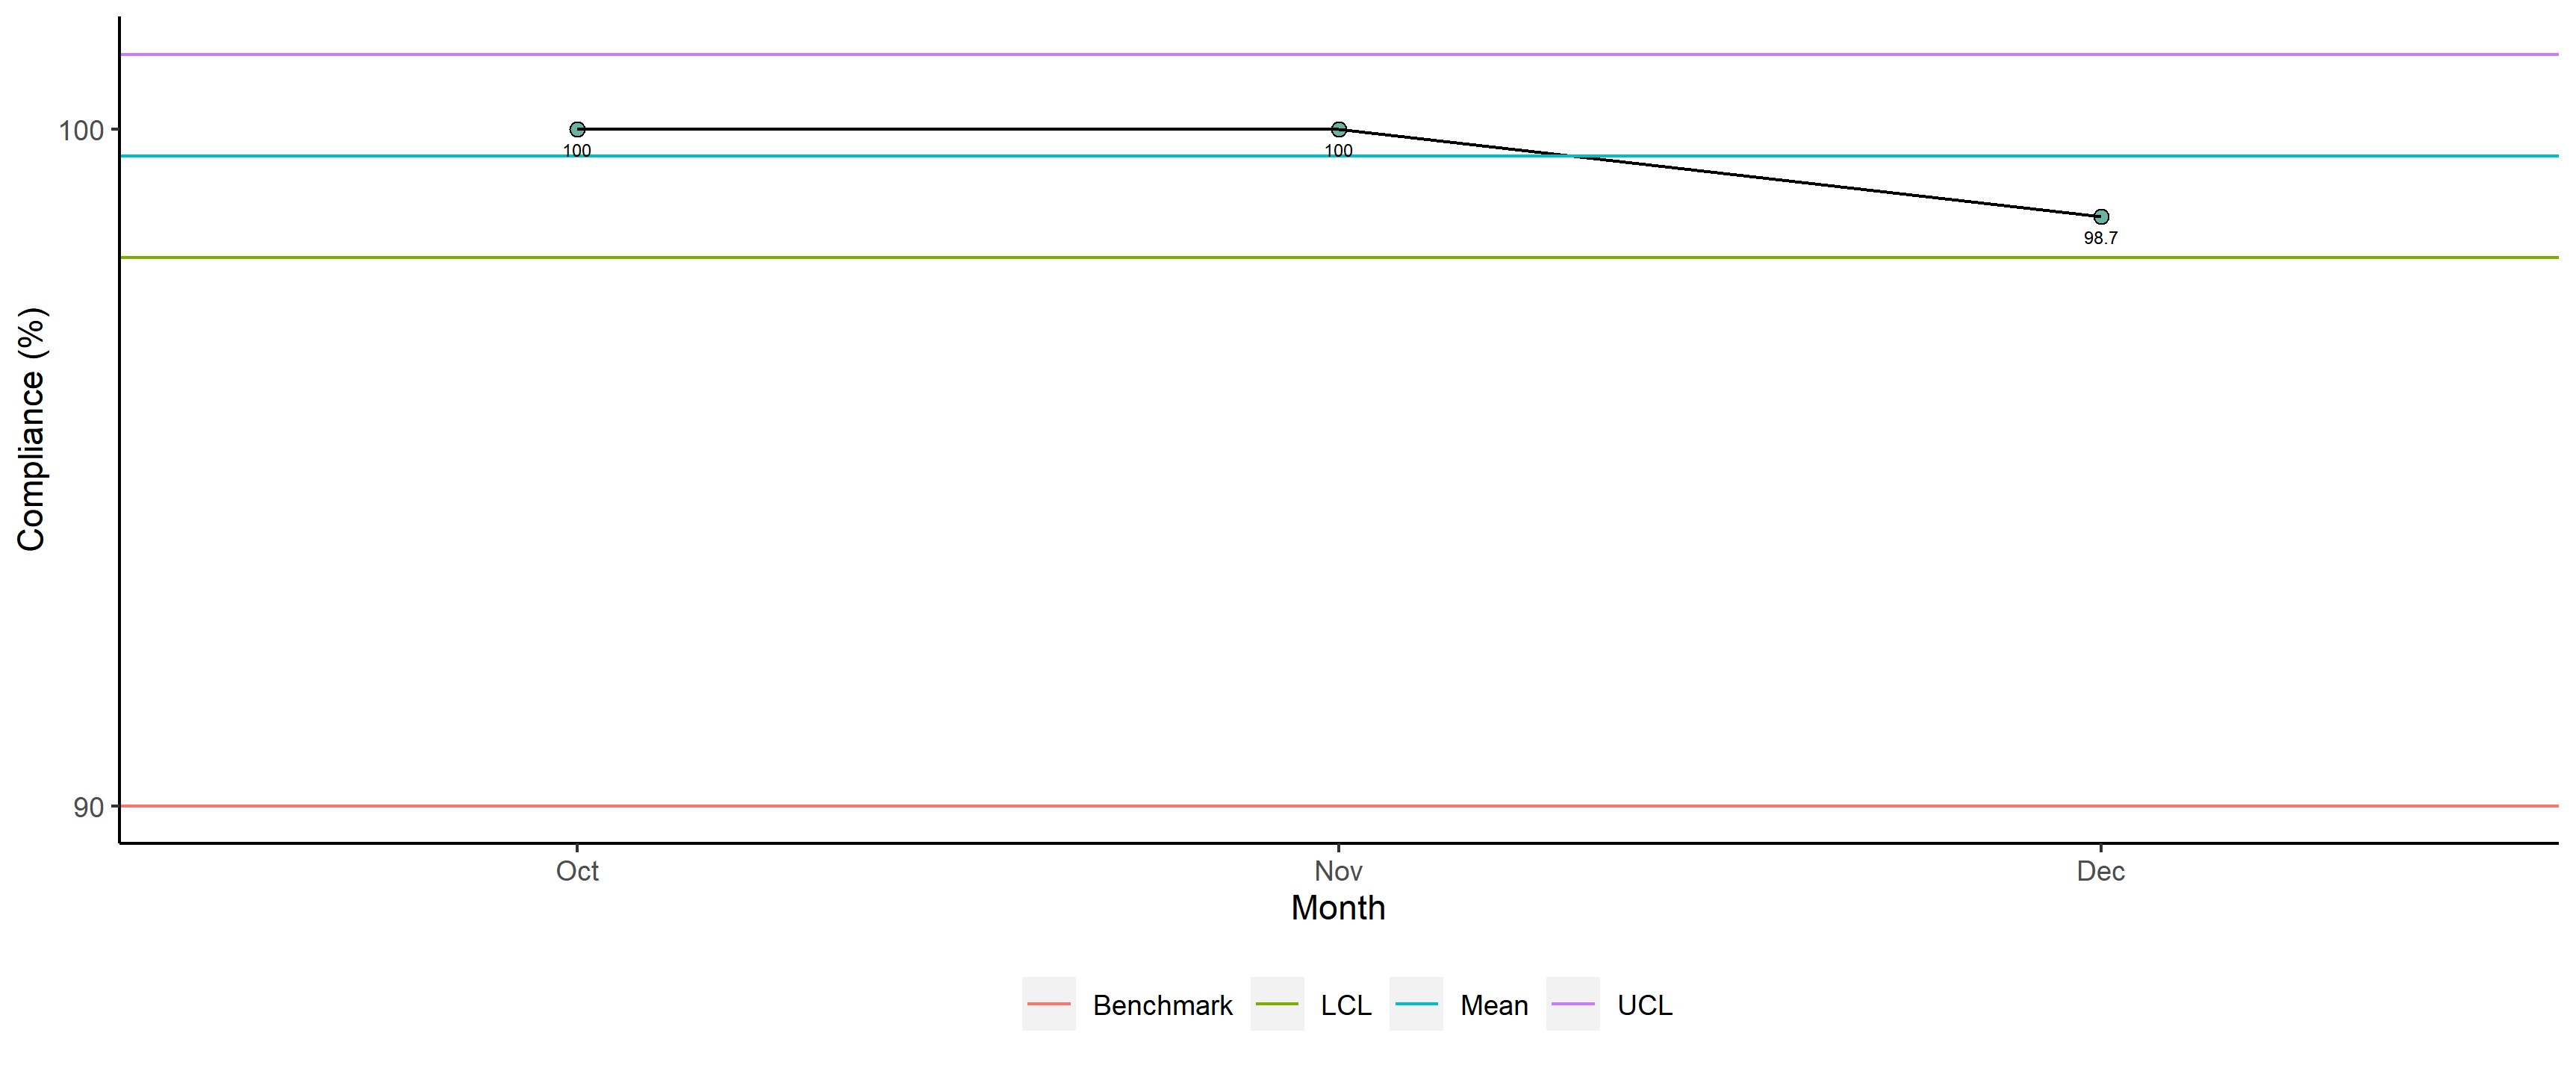 Compliance (%)
100
90
100
100
98.7
Oct Nov Dec
Month
Benchmark LCL Mean UCL